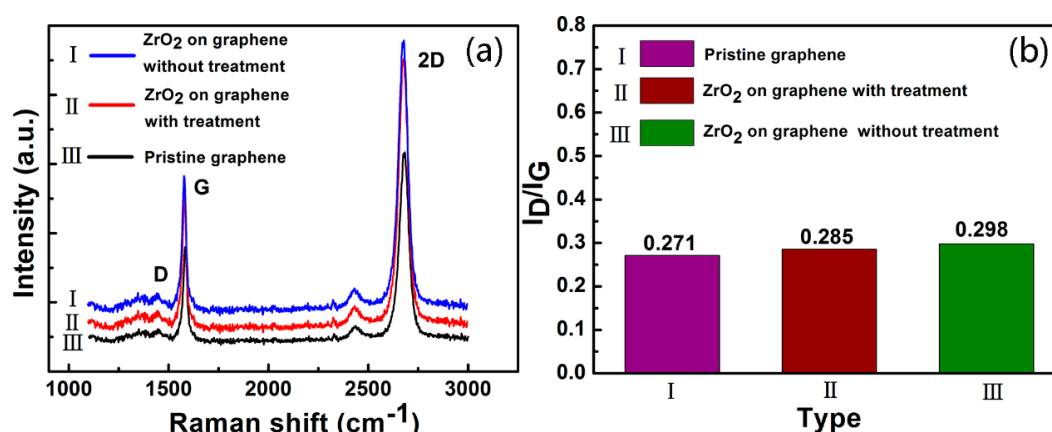 (a)
Ⅰ ZrO2 on graphene
without treatment
Ⅱ ZrO2 on graphene
with treatment
Ⅲ Pristine graphene
2D
G
D
Ⅰ
Ⅱ
Ⅲ
Intensity (a.u.)
1000 1500 2000 2500 3000
Raman shift (cm-1)
(b)
Ⅰ Pristine graphene
Ⅱ ZrO2 on graphene with treatment
Ⅲ ZrO2 on graphene without treatment
ID/IG
0.8
0.7
0.6
0.5
0.4
0.3
0.2
0.1
0.0
0.271 0.285 0.298
Ⅰ Ⅱ Ⅲ
Type